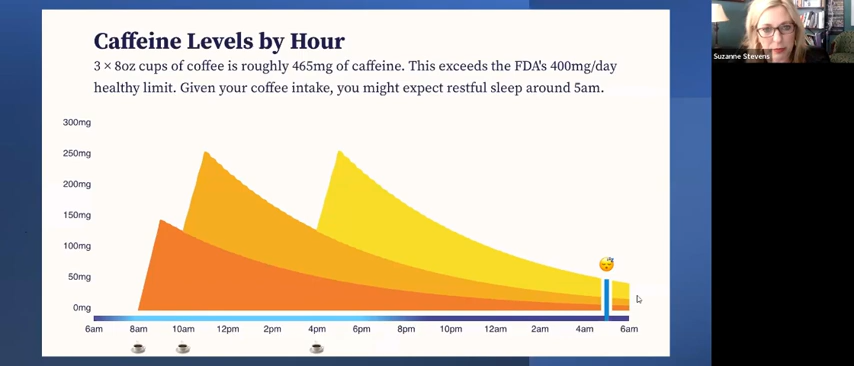 Caffeine Levels by Hour
3 × 8oz cups of coffee is roughly 465mg of caffeine. This exceeds the FDA's 400mg/day
healthy limit. Given your coffee intake, you might expect restful sleep around 5am.
Suzanne Stevens
300mg
250mg
200mg
150mg
100mg
50mg
0mg
6am 8am 10am 12pm 2pm 4pm 6pm 8pm 10pm 12am 2am 4am 6am